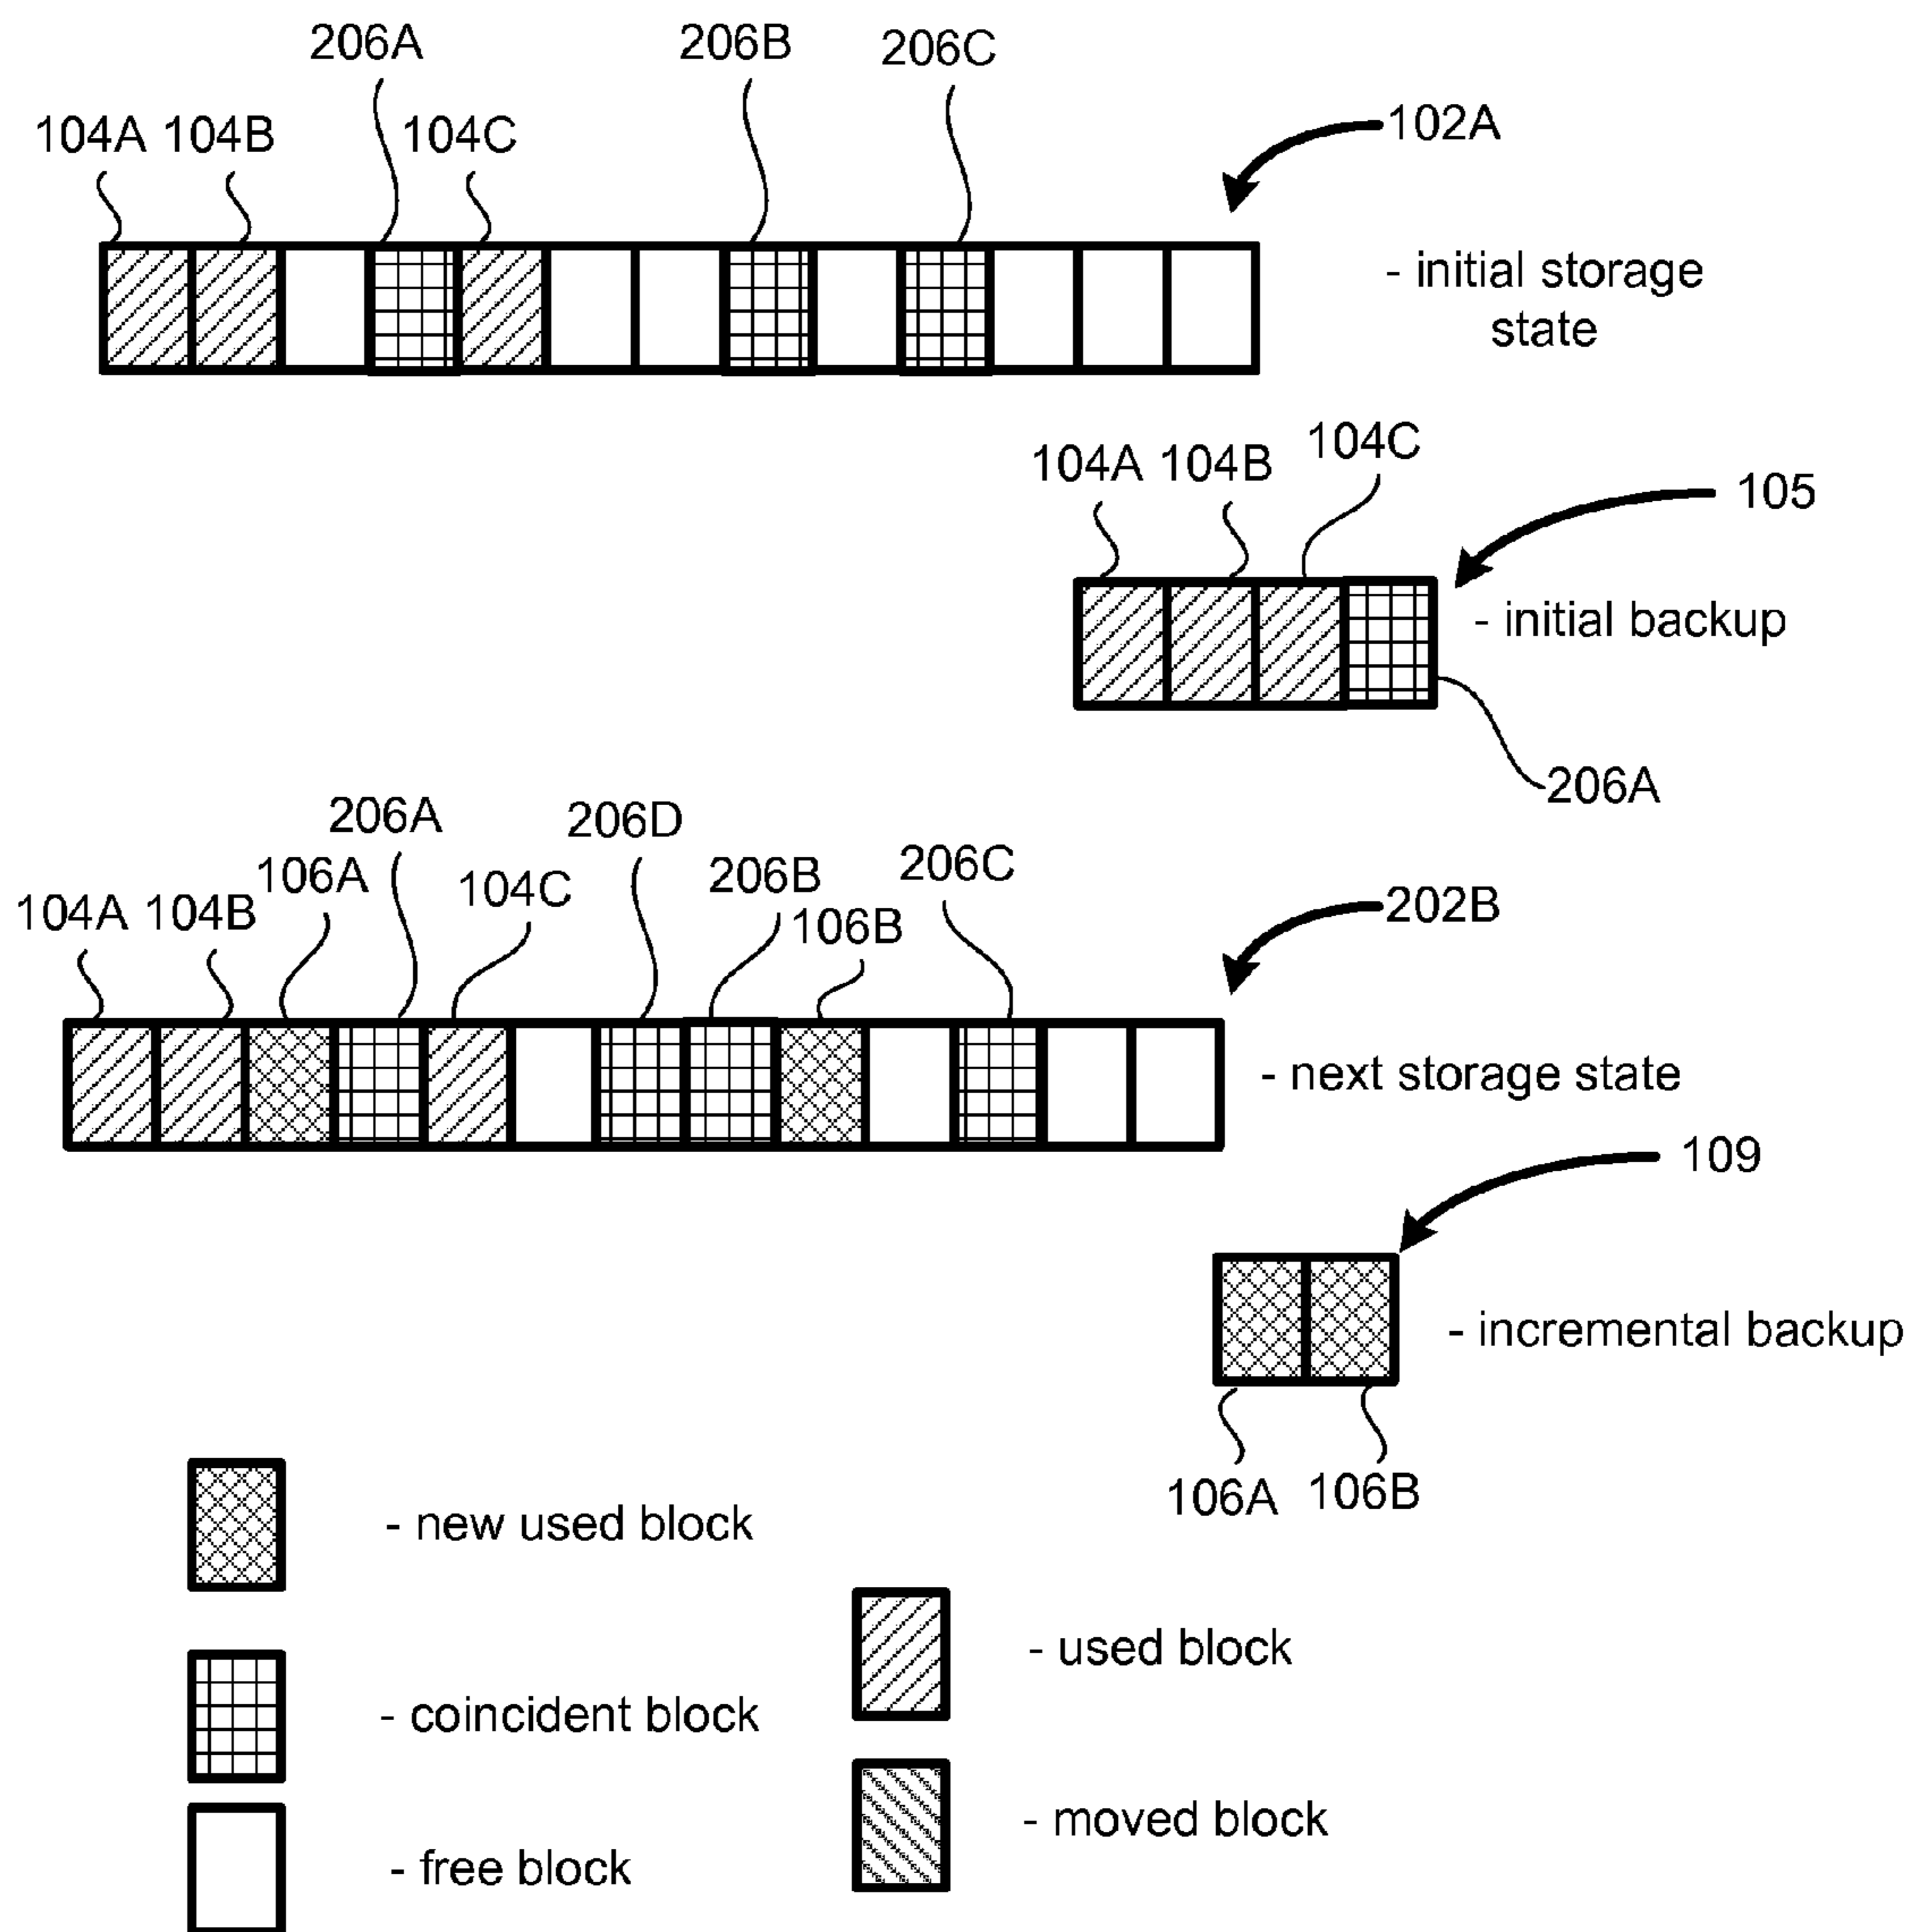 206A 206B 206C
104A 104B 104C 102A
- initial storage
state
104A 104B 104C
105
- initial backup
206A
206A 206D
106A 104C 206B 206C
104A 104B 106B 202B
- next storage state
109
- incremental backup
106A 106B
- new used block
- used block
- coincident block
- moved block
- free block